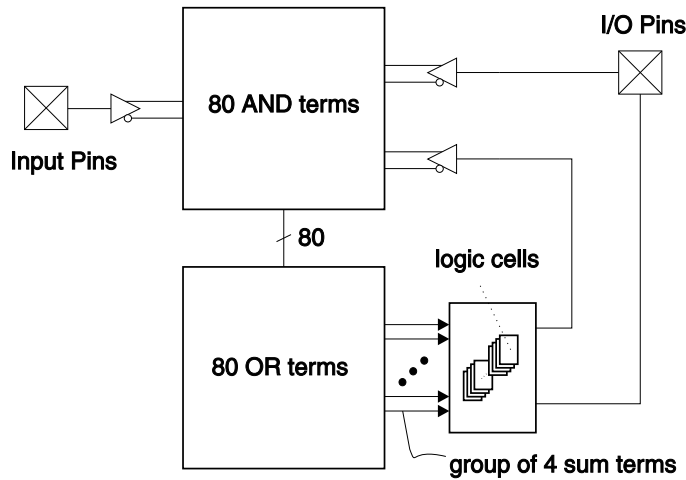 I/O Pins
80 AND terms
Input Pins
80
logic cells
80 OR terms
group of 4 sum terms